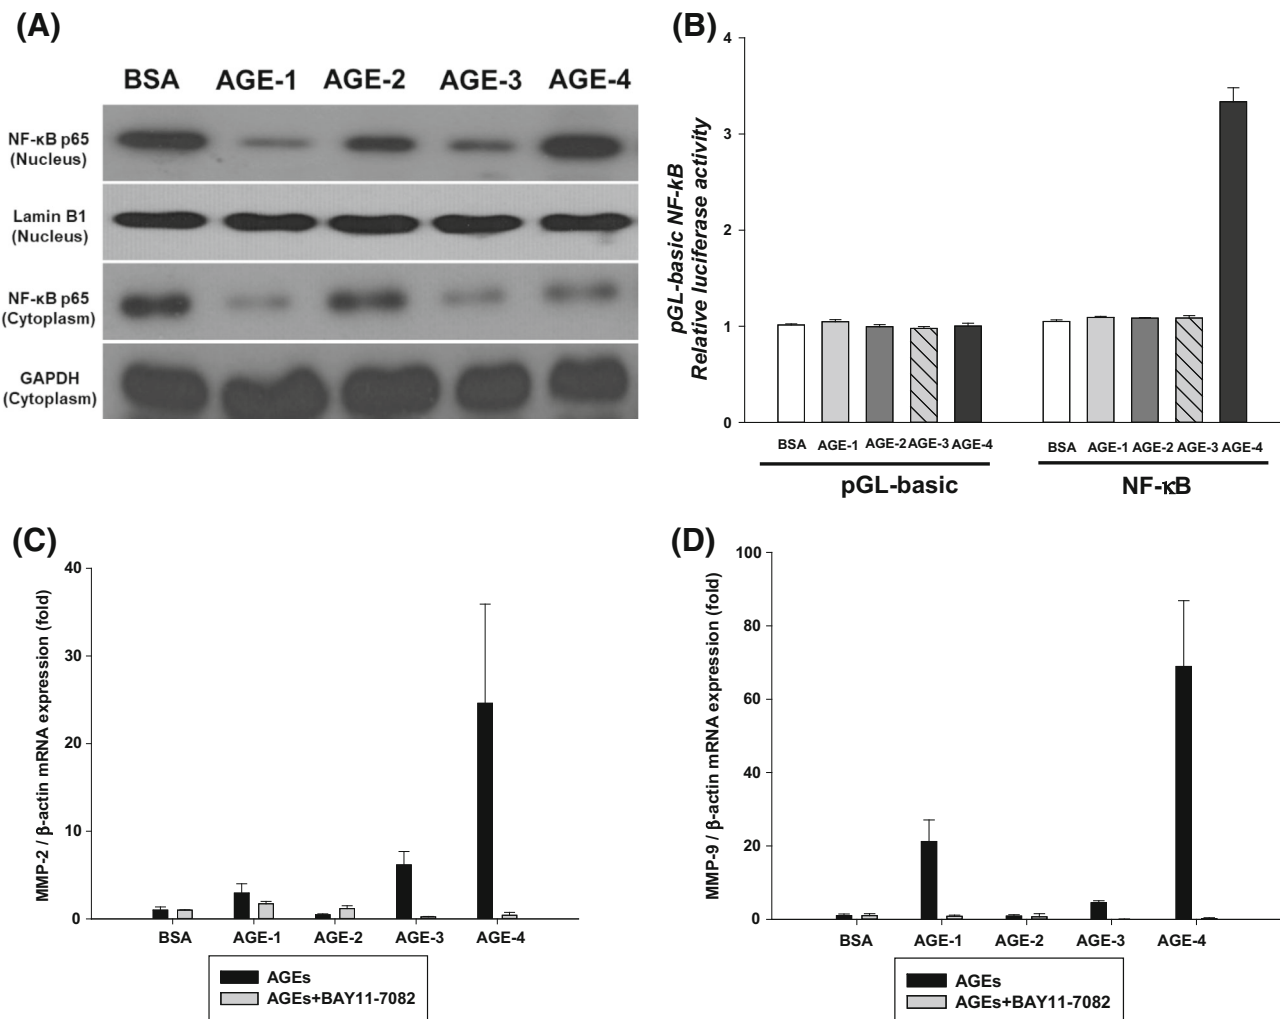 (A)
BSA AGE-1 AGE-2 AGE-3 AGE-4
NF-κB p65
(Nucleus)
Lamin B1
(Nucleus)
NF-κB p65
(Cytoplasm)
GAPDH
(Cytoplasm)
(B)
pGL-basic NF-kB
Relative luciferase activity
4
3
2
1
0
BSA AGE-1 AGE-2 AGE-3 AGE-4
BSA AGE-1 AGE-2 AGE-3 AGE-4
pGL-basic
NF-κB
(C)
MMP-2 / β-actin mRNA expression (fold)
40
30
20
10
0
BSA AGE-1 AGE-2 AGE-3 AGE-4
AGEs
AGEs+BAY11-7082
(D)
MMP-9 / β-actin mRNA expression (fold)
100
80
60
40
20
0
BSA AGE-1 AGE-2 AGE-3 AGE-4
AGEs
AGEs+BAY11-7082